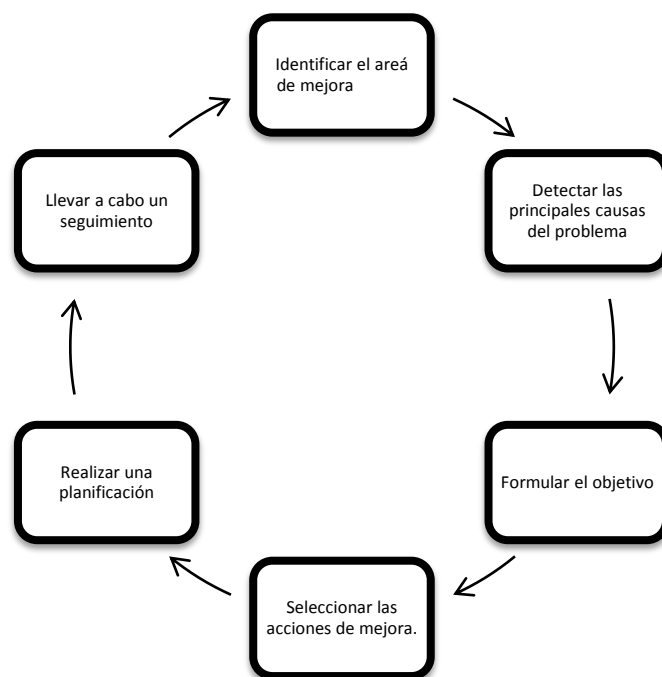 Identificar el areá
de mejora
Detectar las
principales causas
del problema
Formular el objetivo
Seleccionar las
acciones de mejora.
Realizar una
planificación
Llevar a cabo un
seguimiento